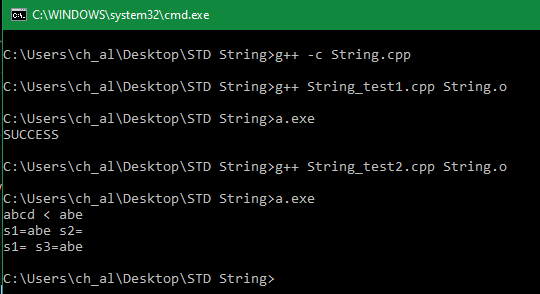 C:\WINDOWS\system32\cmd.exe
C:\Users\ch_al\Desktop\STD String>g++ -c String.cpp
C:\Users\ch_al\Desktop\STD String>g++ String_test1.cpp String.o
C:\Users\ch_al\Desktop\STD String>a.exe
SUCCESS
C:\Users\ch_al\Desktop\STD String>g++ String_test2.cpp String.o
C:\Users\ch_al\Desktop\STD String>a.exe
abcd < abe
s1=abe s2=
s1= s3=abe
C:\Users\ch_al\Desktop\STD String>